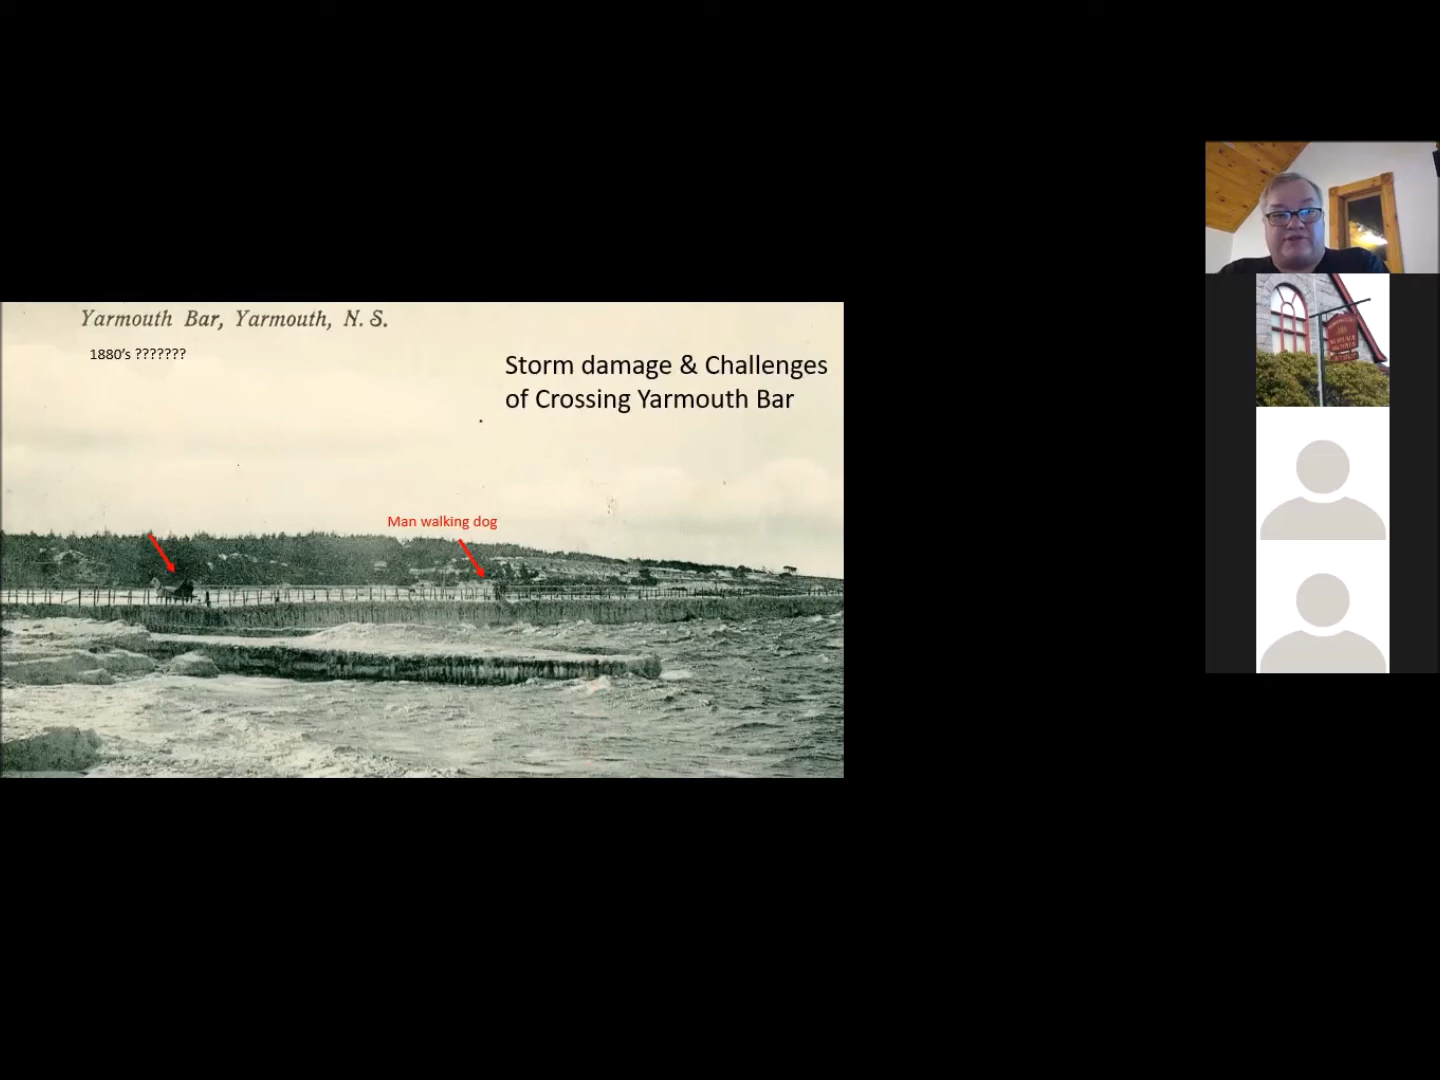 Yarmouth Bar, Yarmouth, N. S.
1880's ???????
Storm damage & Challenges
of Crossing Yarmouth Bar
Man walking dog